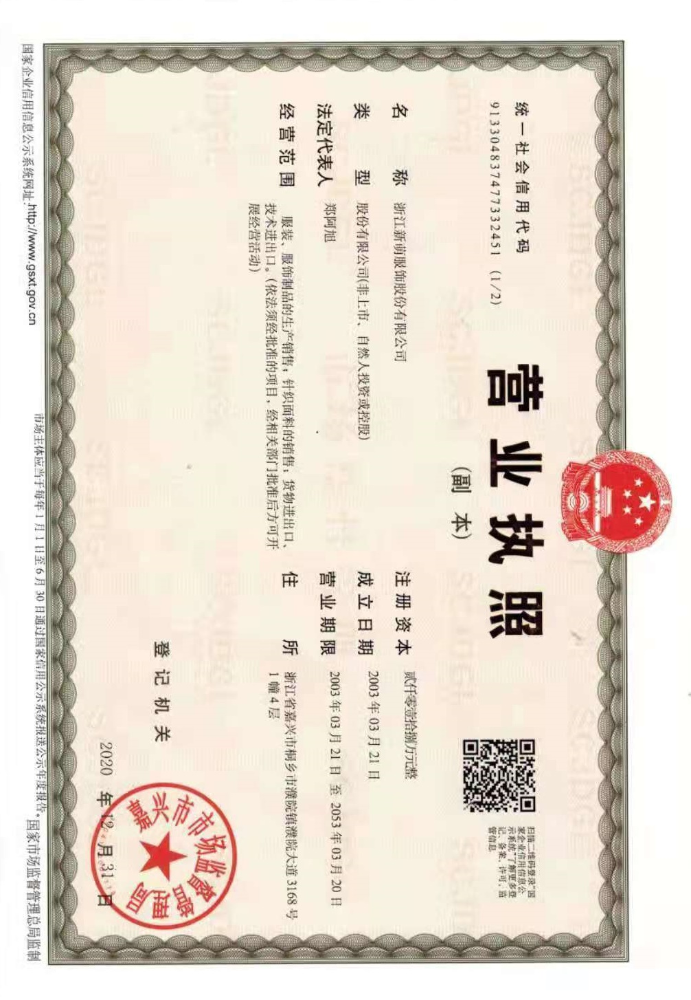 统一社会信用代码
913304837477332451 (1/2)
营业执照
(副本)
扫描二维码登录“国
家企业信用信息公
示系统”了解更多登
记、备案、许可、监
管信息
名称 浙江新萌服饰股份有限公司
类型 股份有限公司(非上市、自然人投资或控股)
法定代表人 郑阿旭
经营范围 服装、服饰制品的生产销售;针织面料的销售;货物进出口、
技术进出口。(依法须经批准的项目,经相关部门批准后方可开
展经营活动)
注册资本 贰仟零壹拾捌万元整
成立日期 2003年03月21日
营业期限 2003年03月21日 至 2053年03月20日
住所 浙江省嘉兴市桐乡市濮院镇濮院大道3168号
1幢4层
登记机关
嘉兴市市场监督管理局
2020 年 12 月 31 日
国家企业信用信息公示系统网址:http://www.gsxt.gov.cn
市场主体应当于每年1月1日至6月30日通过国家信用公示系统报送公示年度报告。
国家市场监督管理总局监制